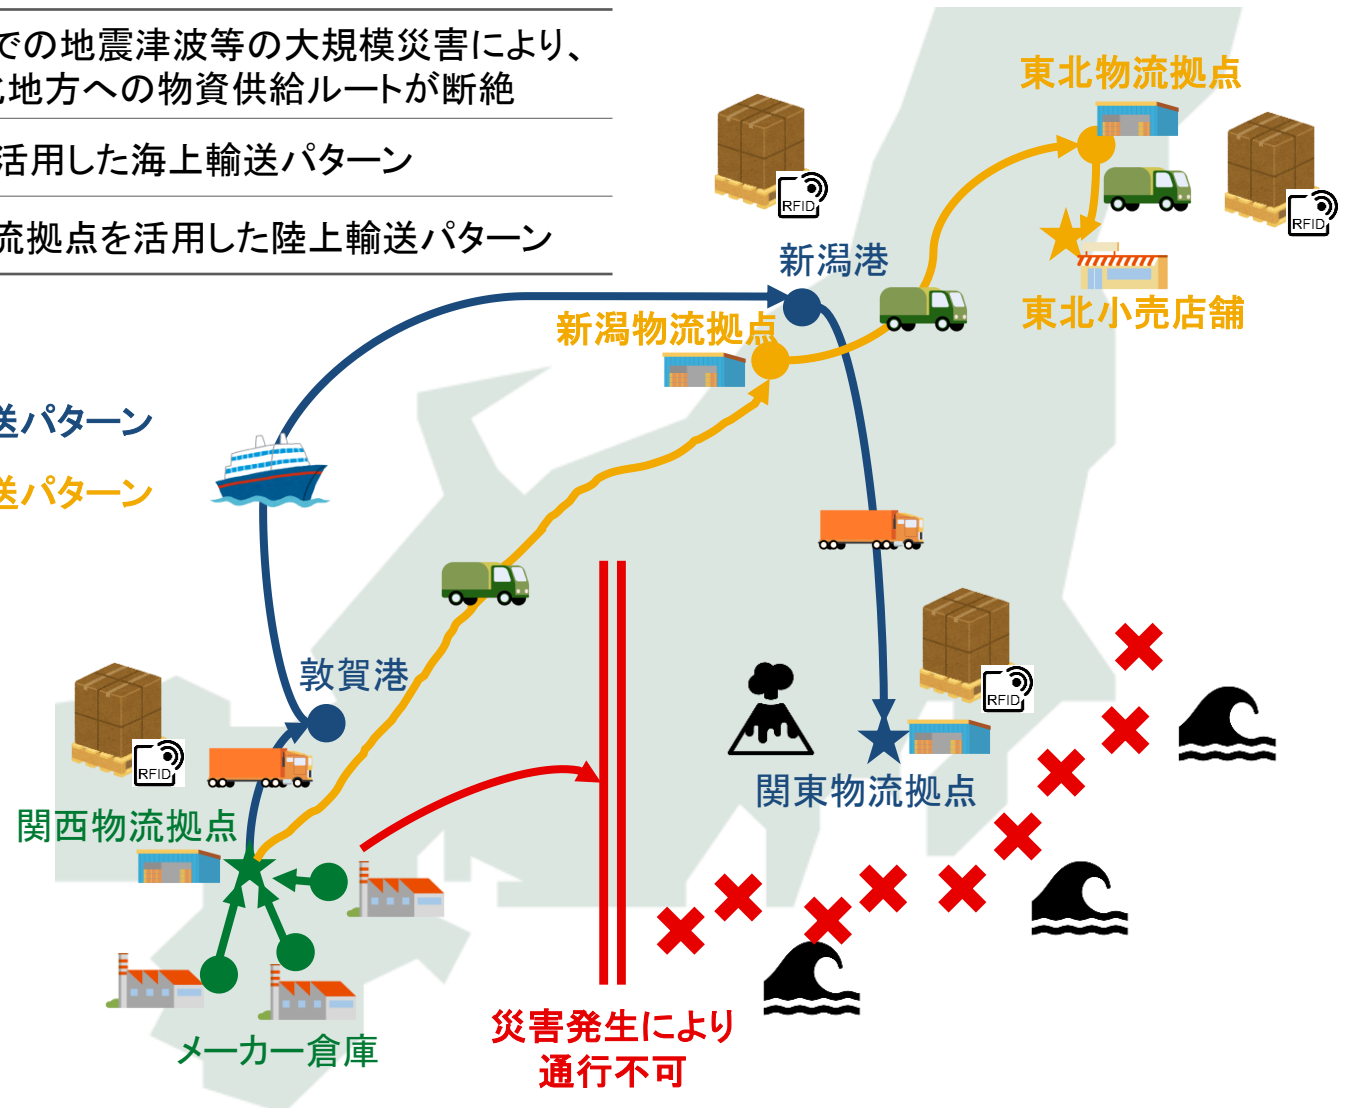 での地震津波等の大規模災害により、
地方への物資供給ルートが断絶
活用した海上輸送パターン
流拠点を活用した陸上輸送パターン
東北物流拠点
RFID
RFID
新潟港
東北小売店舗
新潟物流拠点
送パターン
送パターン
RFID
敦賀港
RFID
関東物流拠点
関西物流拠点
災害発生により
通行不可
メーカー倉庫